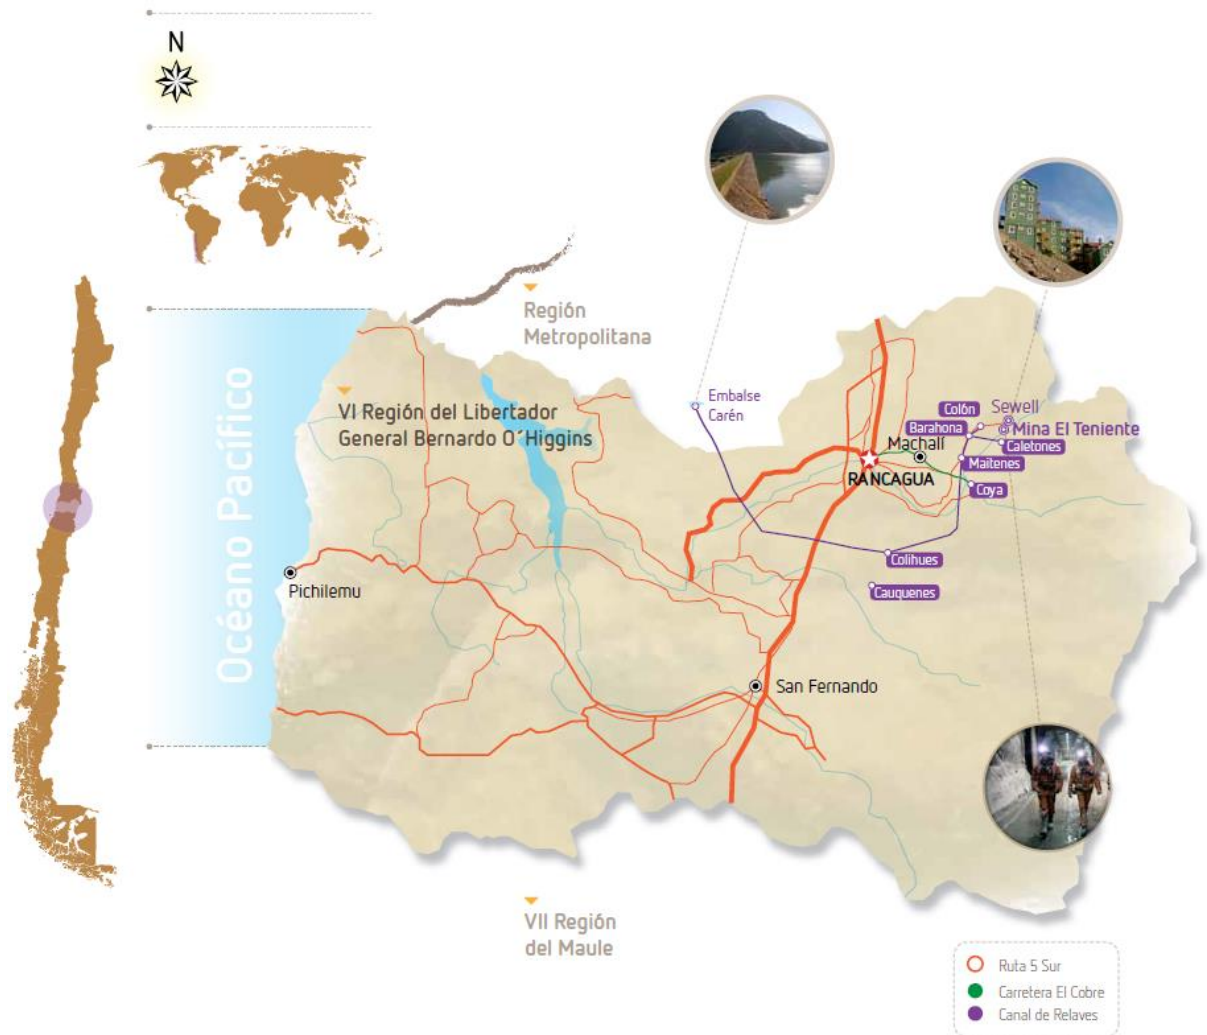 N
Región
Metropolitana
Océano Pacífico
VI Región del Libertador
General Bernardo O´Higgins
Embalse
Carén
Colón
Sewell
Barahona
Mina El Teniente
Machalí
Caletones
Maitenes
RANCAGUA
Coya
Colihues
Pichilemu
Cauquenes
San Fernando
VII Región
del Maule
Ruta 5 Sur
Carretera El Cobre
Canal de Relaves